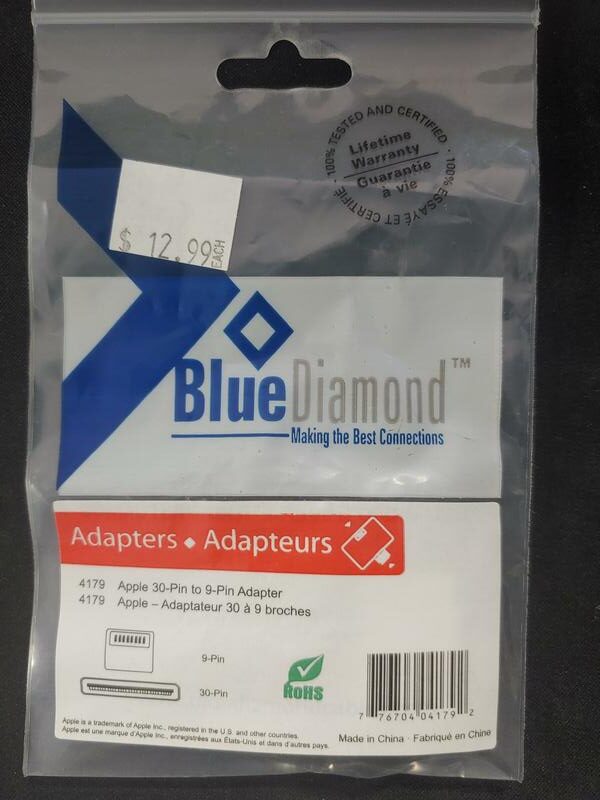 100% TESTED AND CERTIFIED ·
Lifetime
Warranty
Guarantie
à vie
100% ESSAYÉ ET CERTIFIÉ ·
$ 12.99
EACH
BlueDiamond™
Making the Best Connections
Adapters ◆ Adapteurs
4179 Apple 30-Pin to 9-Pin Adapter
4179 Apple – Adaptateur 30 à 9 broches
9-Pin
30-Pin
RoHS
7 76704 04179 2
Apple is a trademark of Apple Inc., registered in the U.S. and other countries.
Apple est une marque d'Apple Inc., enregistrées aux États-Unis et dans d'autres pays.
Made in China · Fabriqué en Chine